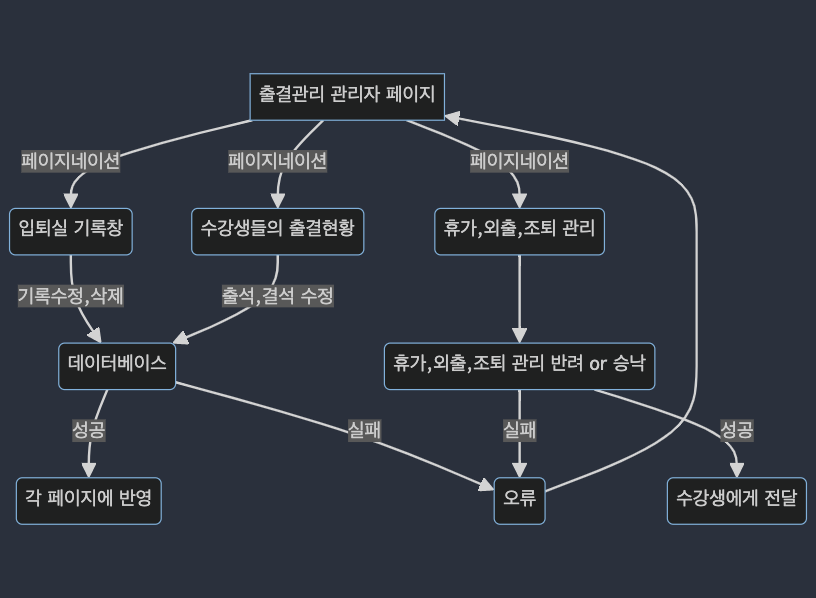 출결관리 관리자 페이지
페이지네이션
페이지네이션
페이지네이션
입퇴실 기록창
수강생들의 출결현황
휴가,외출,조퇴 관리
기록수정,삭제
출석,결석 수정
데이터베이스
휴가,외출,조퇴 관리 반려 or 승낙
성공
실패
실패
성공
각 페이지에 반영
오류
수강생에게 전달